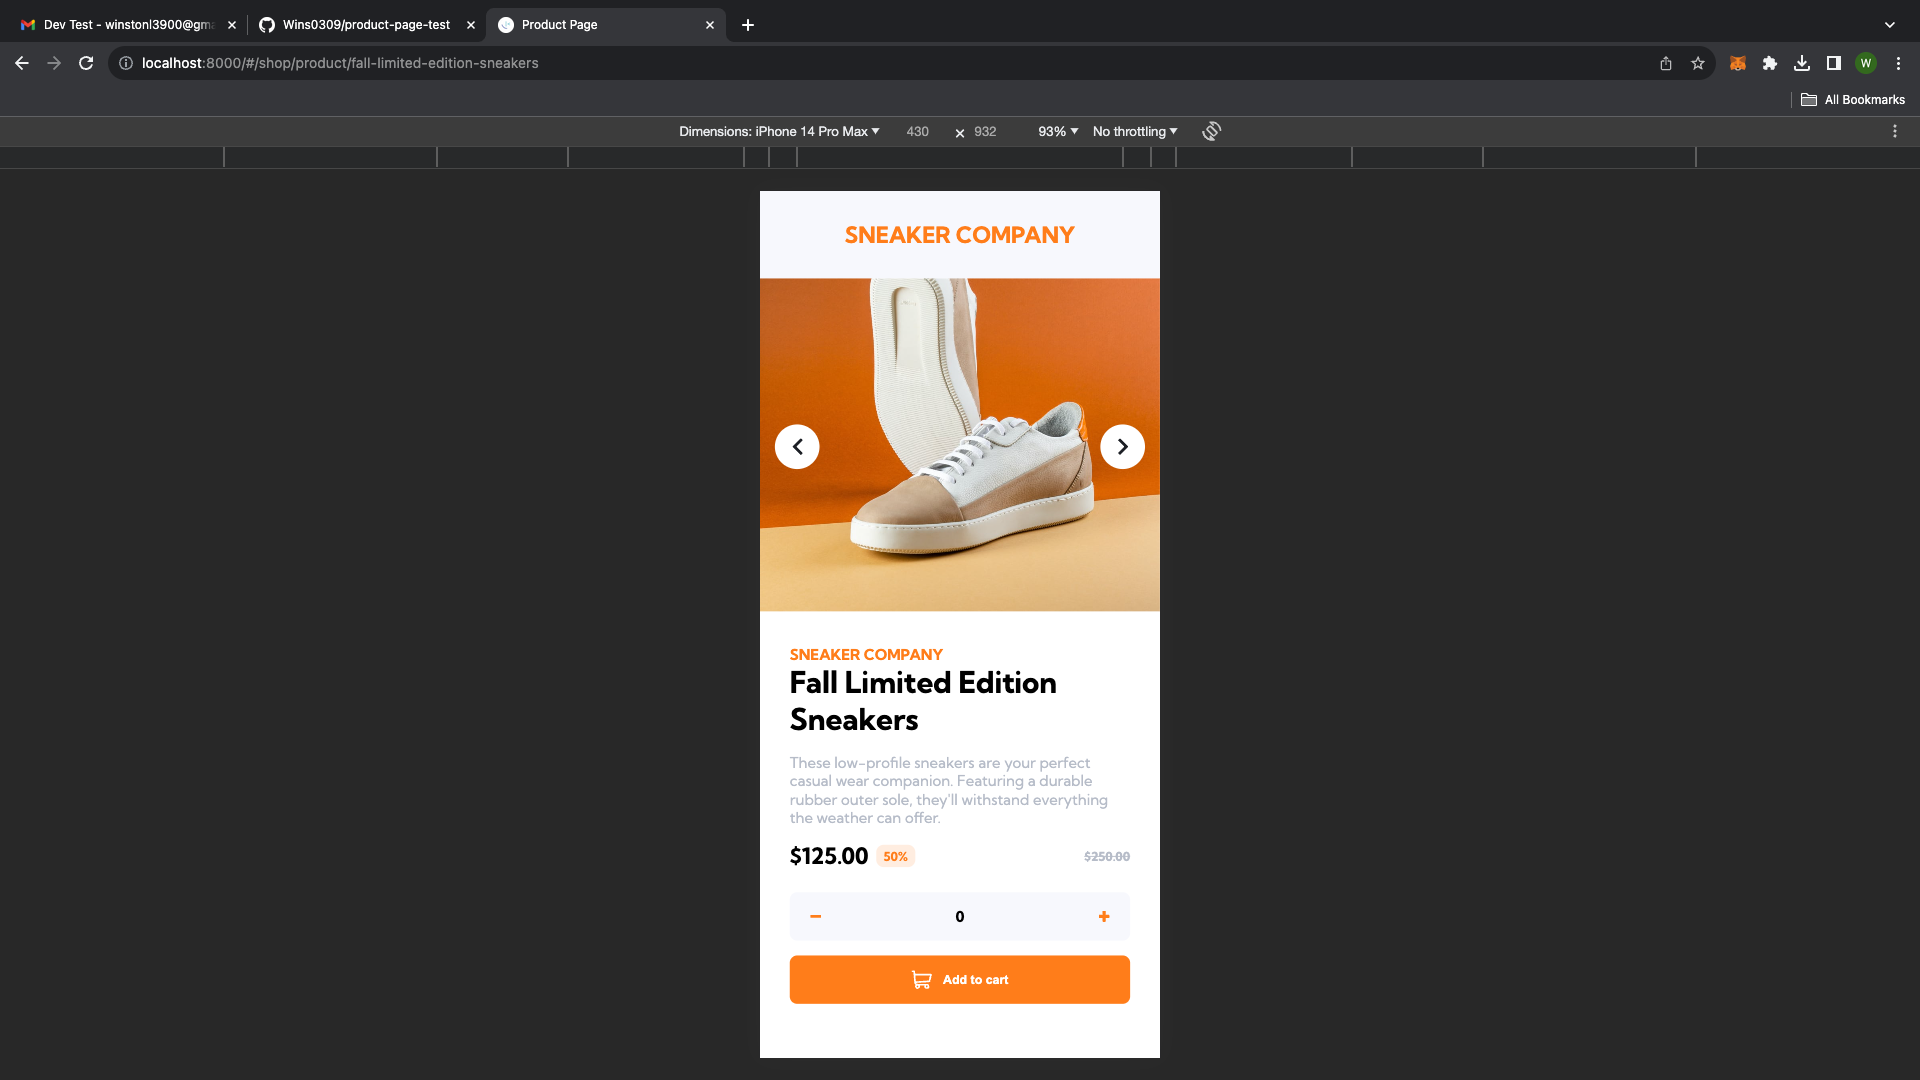 Dev Test - winstonl3900@gm
Wins0309/product-page-test
Product Page
localhost:8000/#/shop/product/fall-limited-edition-sneakers
W
All Bookmarks
Dimensions: iPhone 14 Pro Max ▼ 430 × 932 93% ▼ No throttling ▼
SNEAKER COMPANY
SNEAKER COMPANY
Fall Limited Edition
Sneakers
These low-profile sneakers are your perfect
casual wear companion. Featuring a durable
rubber outer sole, they'll withstand everything
the weather can offer.
$125.00 50% $250.00
− 0 +
Add to cart